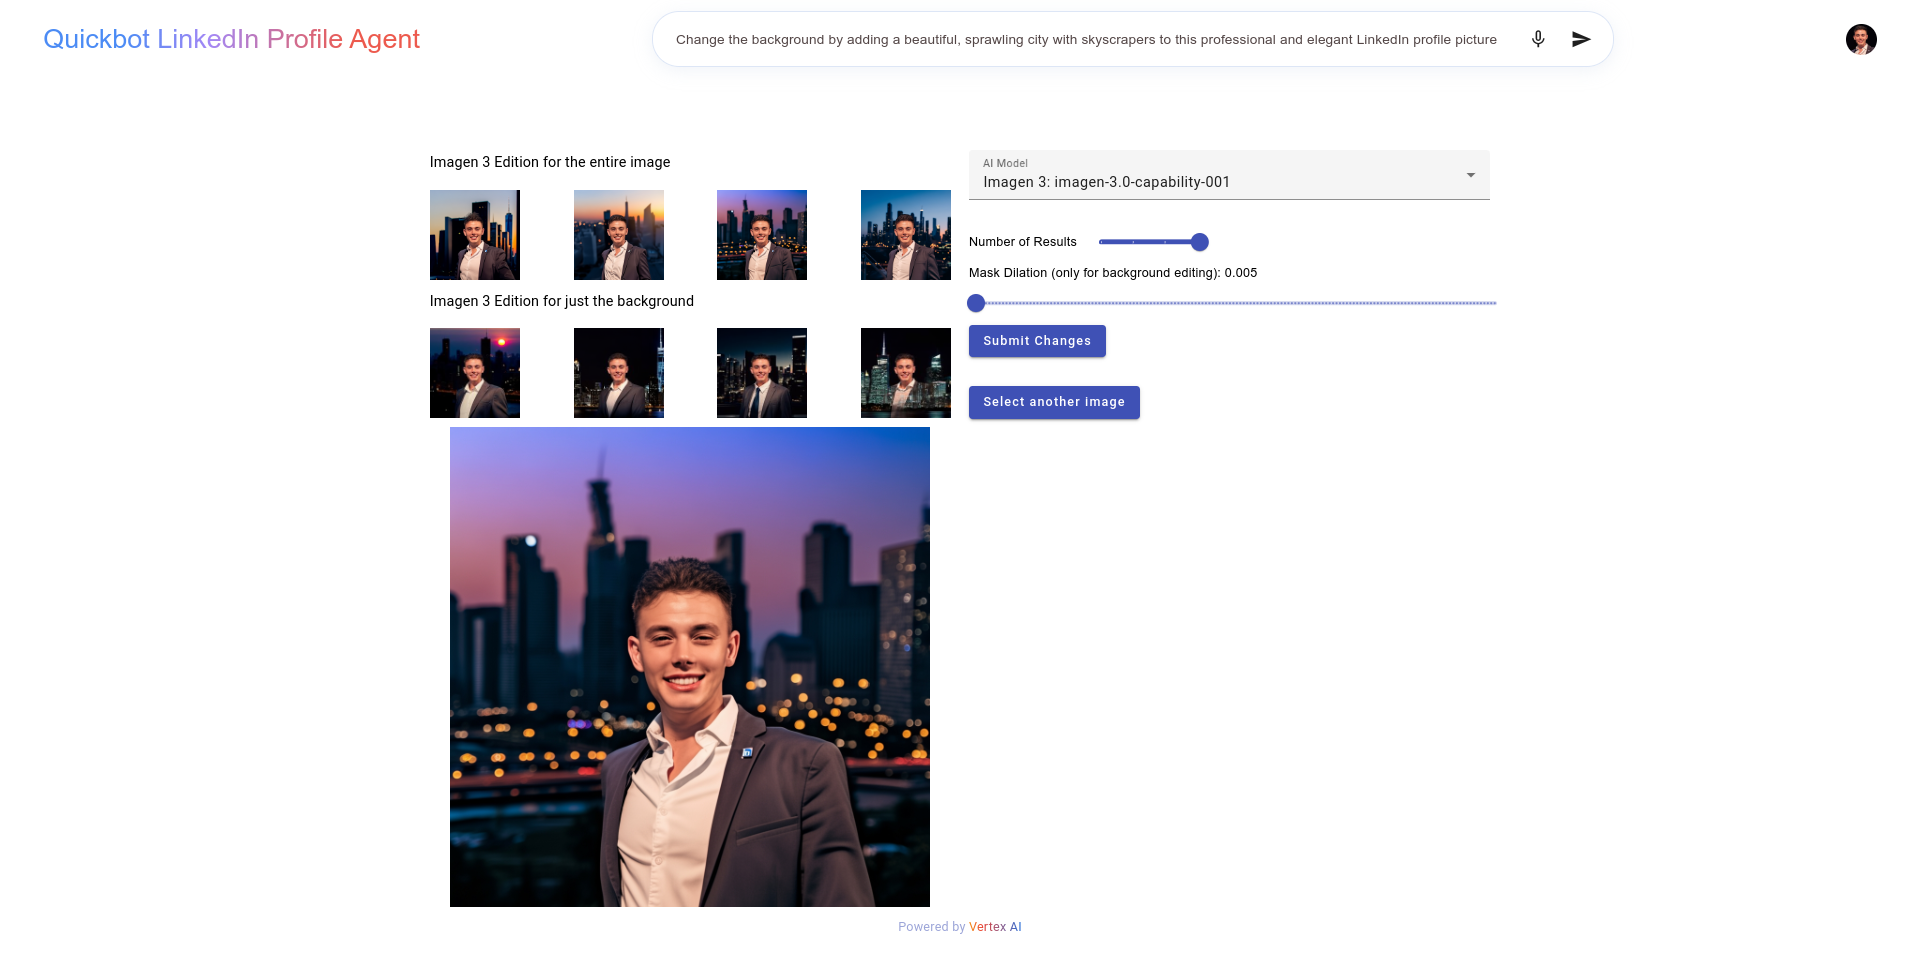 Quickbot LinkedIn Profile Agent
Change the background by adding a beautiful, sprawling city with skyscrapers to this professional and elegant LinkedIn profile picture
Imagen 3 Edition for the entire image
AI Model
Imagen 3: imagen-3.0-capability-001
Number of Results
Mask Dilation (only for background editing): 0.005
Imagen 3 Edition for just the background
Submit Changes
Select another image
Powered by Vertex AI